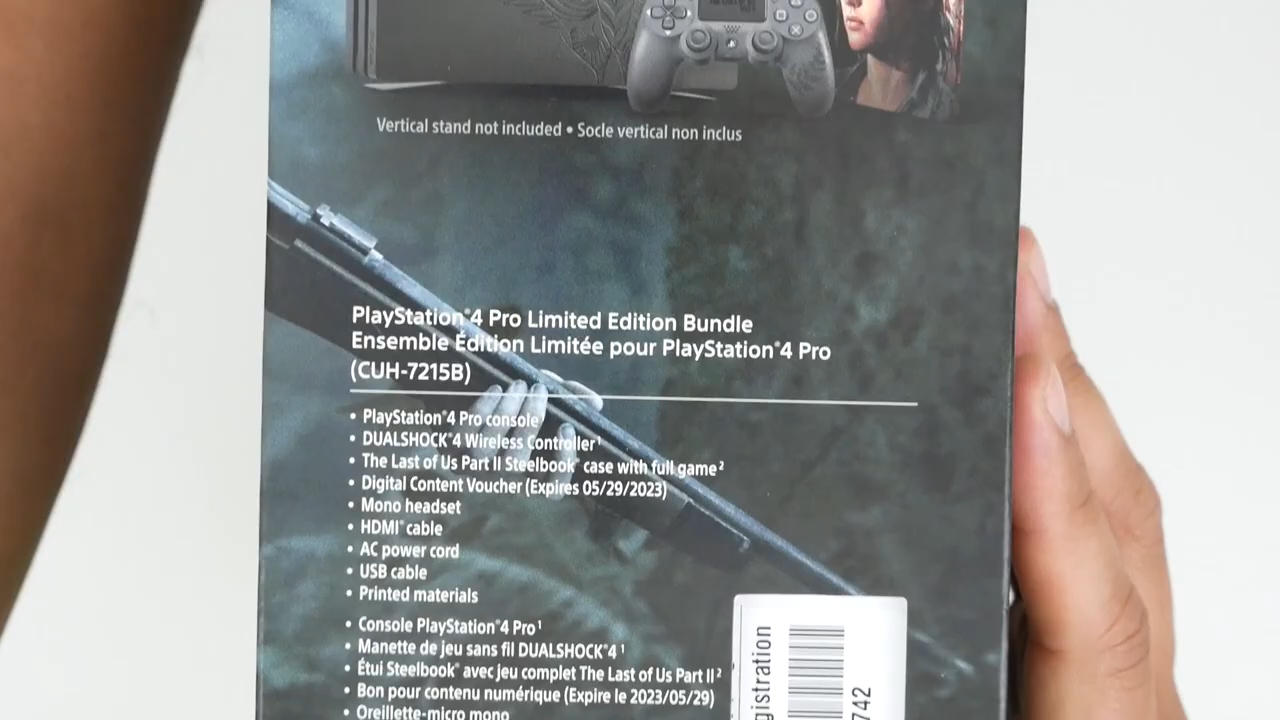 Vertical stand not included • Socle vertical non inclus
PlayStation®4 Pro Limited Edition Bundle
Ensemble Édition Limitée pour PlayStation®4 Pro
(CUH-7215B)
• PlayStation®4 Pro console¹
• DUALSHOCK®4 Wireless Controller¹
• The Last of Us Part II Steelbook® case with full game²
• Digital Content Voucher (Expires 05/29/2023)
• Mono headset
• HDMI® cable
• AC power cord
• USB cable
• Printed materials
• Console PlayStation®4 Pro¹
• Manette de jeu sans fil DUALSHOCK®4 ¹
• Étui Steelbook® avec jeu complet The Last of Us Part II²
• Bon pour contenu numérique (Expire le 2023/05/29)
• Oreillette-micro mono
gistration
742